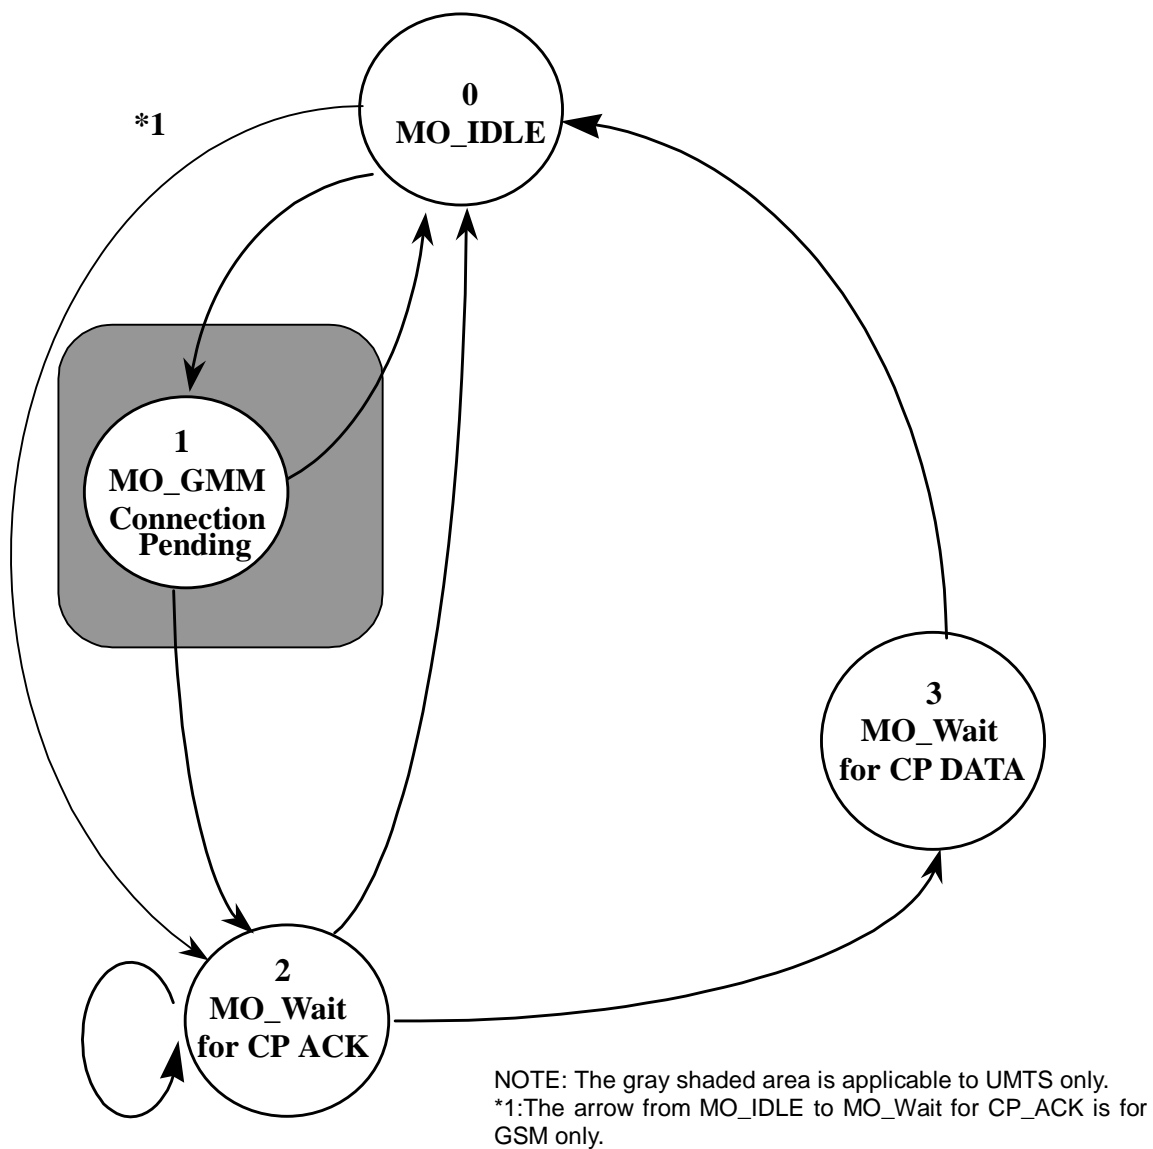 0
MO_IDLE
*1
1
MO_GMM
Connection
Pending
3
MO_Wait
for CP DATA
2
MO_Wait
for CP ACK
NOTE: The gray shaded area is applicable to UMTS only.
*1:The arrow from MO_IDLE to MO_Wait for CP_ACK is for
GSM only.